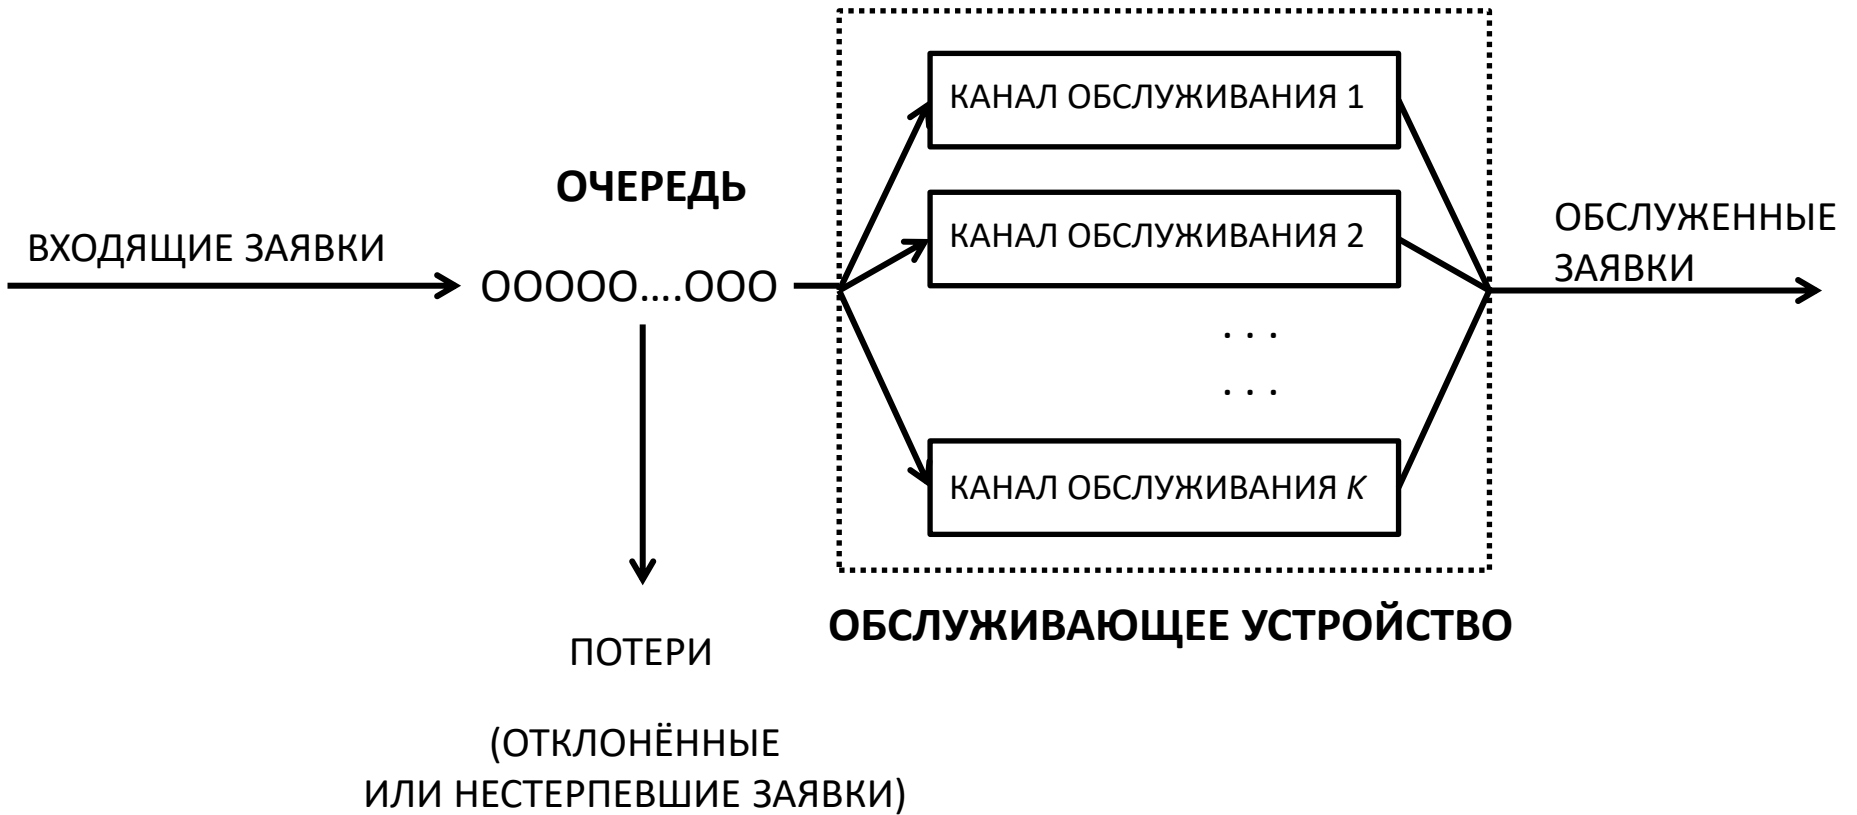 ВХОДЯЩИЕ ЗАЯВКИ
ОЧЕРЕДЬ
ООООО....ООО
ПОТЕРИ
(ОТКЛОНЁННЫЕ
ИЛИ НЕСТЕРПЕВШИЕ ЗАЯВКИ)
КАНАЛ ОБСЛУЖИВАНИЯ 1
КАНАЛ ОБСЛУЖИВАНИЯ 2
. . .
. . .
КАНАЛ ОБСЛУЖИВАНИЯ K
ОБСЛУЖИВАЮЩЕЕ УСТРОЙСТВО
ОБСЛУЖЕННЫЕ
ЗАЯВКИ